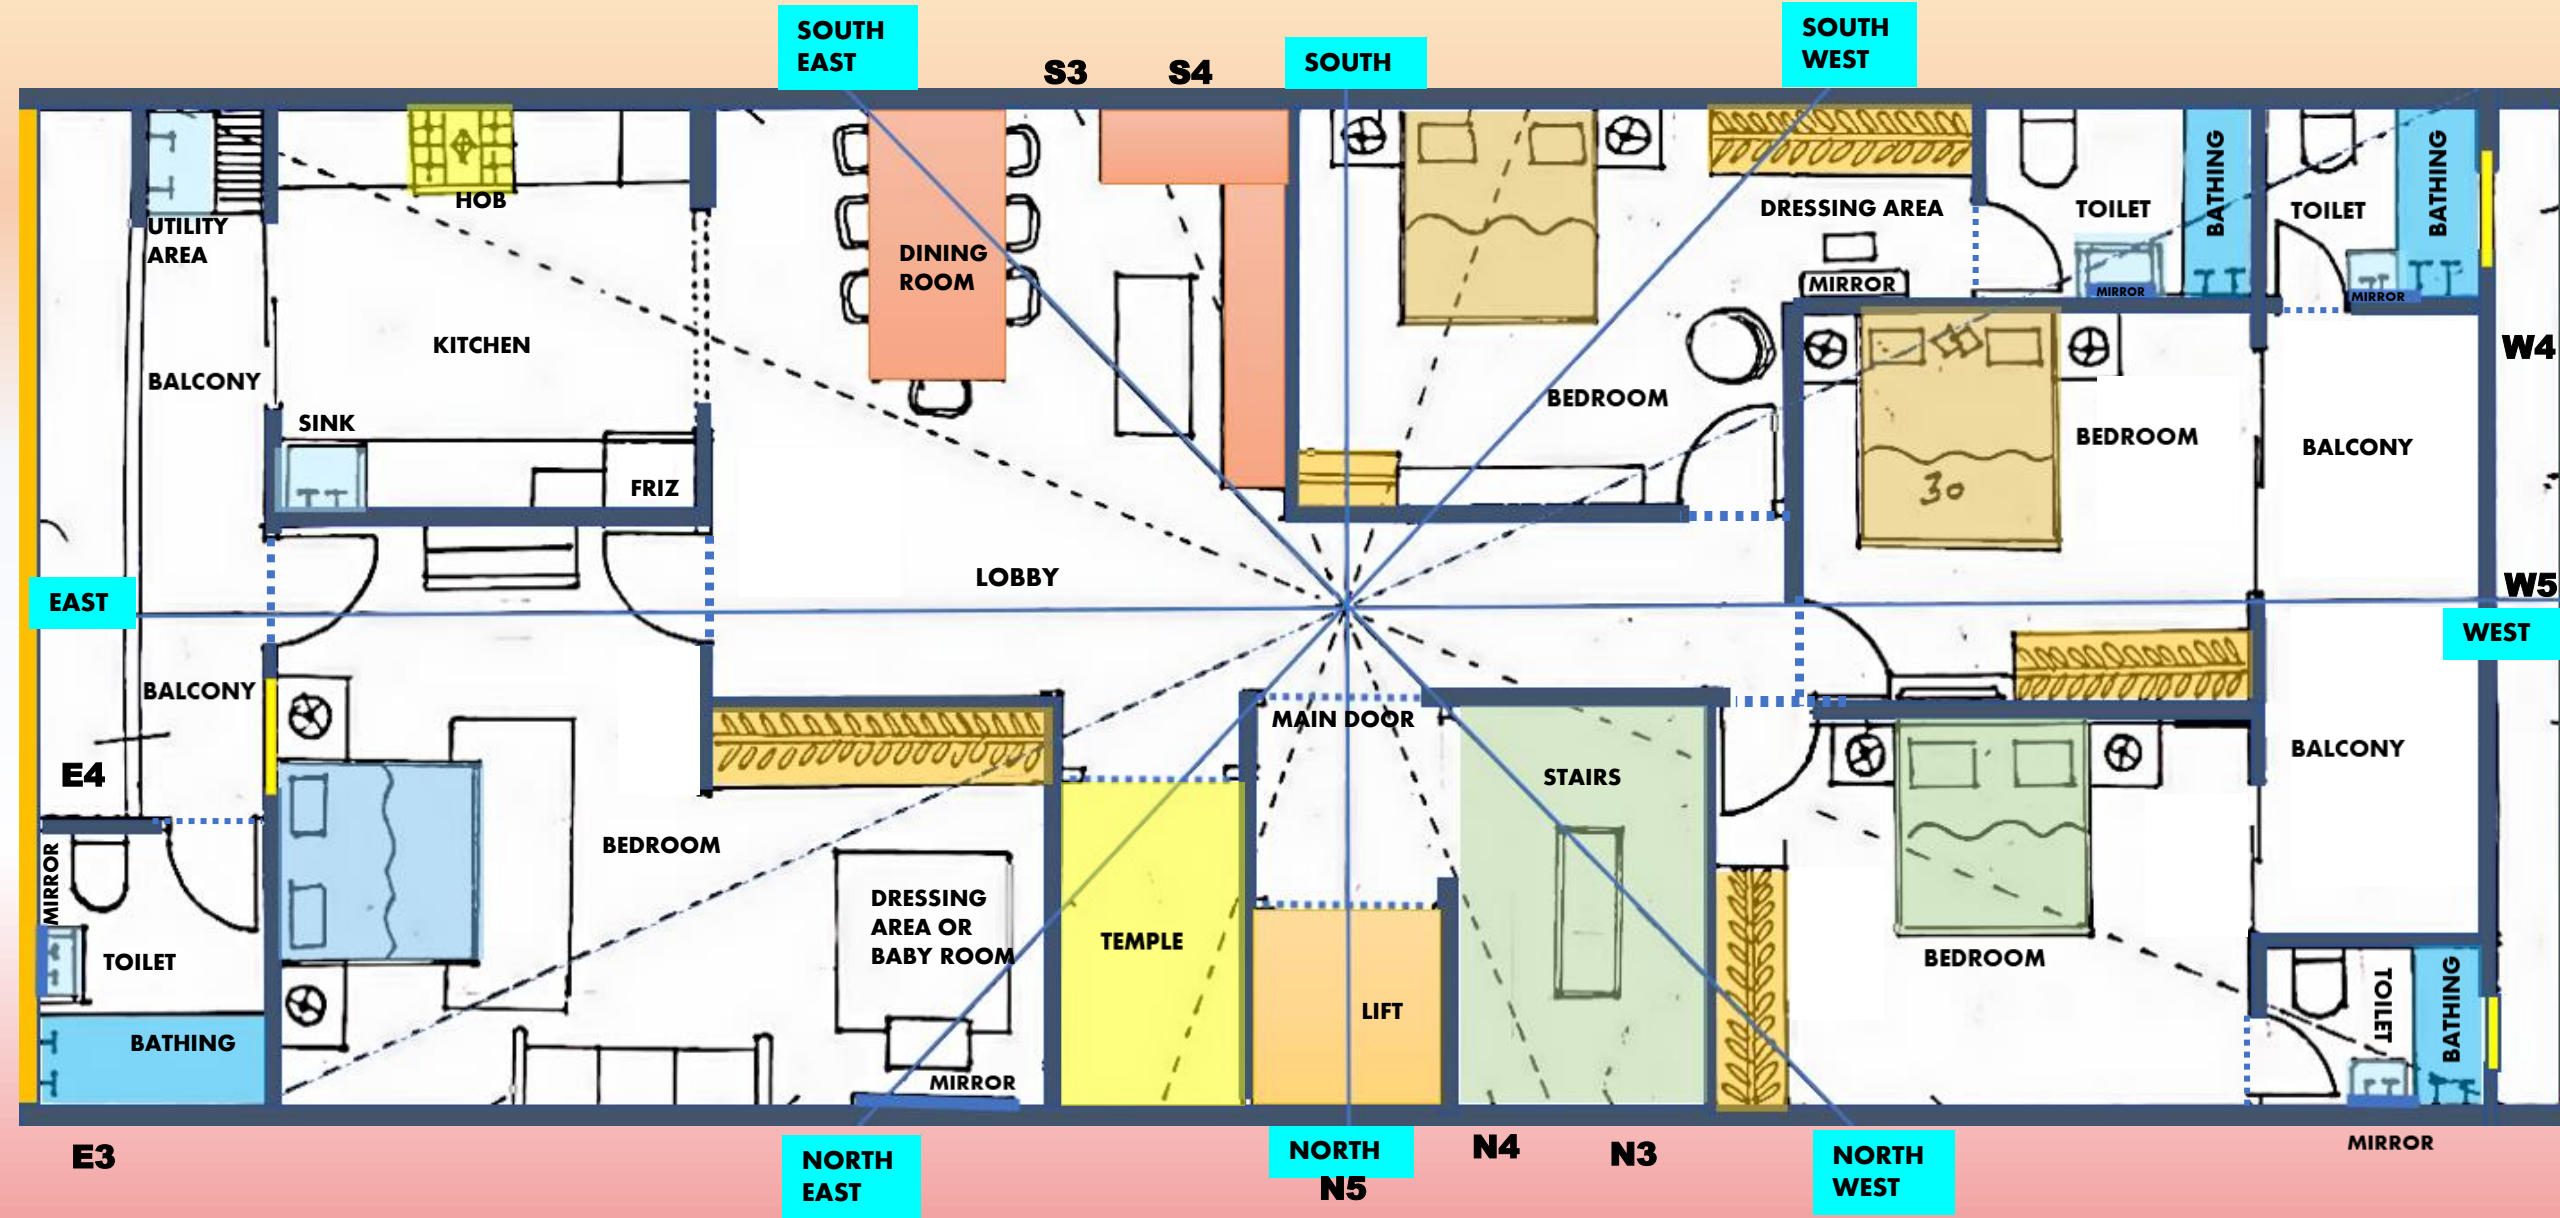 SOUTH
EAST
S3
S4
SOUTH
SOUTH
WEST
HOB
UTILITY
AREA
DINING
ROOM
DRESSING AREA
MIRROR
TOILET
MIRROR
BATHING
TOILET
MIRROR
BATHING
KITCHEN
BALCONY
SINK
FRIZ
BEDROOM
BEDROOM
30
BALCONY
W4
LOBBY
EAST
W5
WEST
BALCONY
E4
MAIN DOOR
STAIRS
BALCONY
MIRROR
TOILET
BATHING
BEDROOM
DRESSING
AREA OR
BABY ROOM
MIRROR
TEMPLE
LIFT
BEDROOM
TOILET
BATHING
MIRROR
E3
NORTH
EAST
NORTH
N5
N4
N3
NORTH
WEST